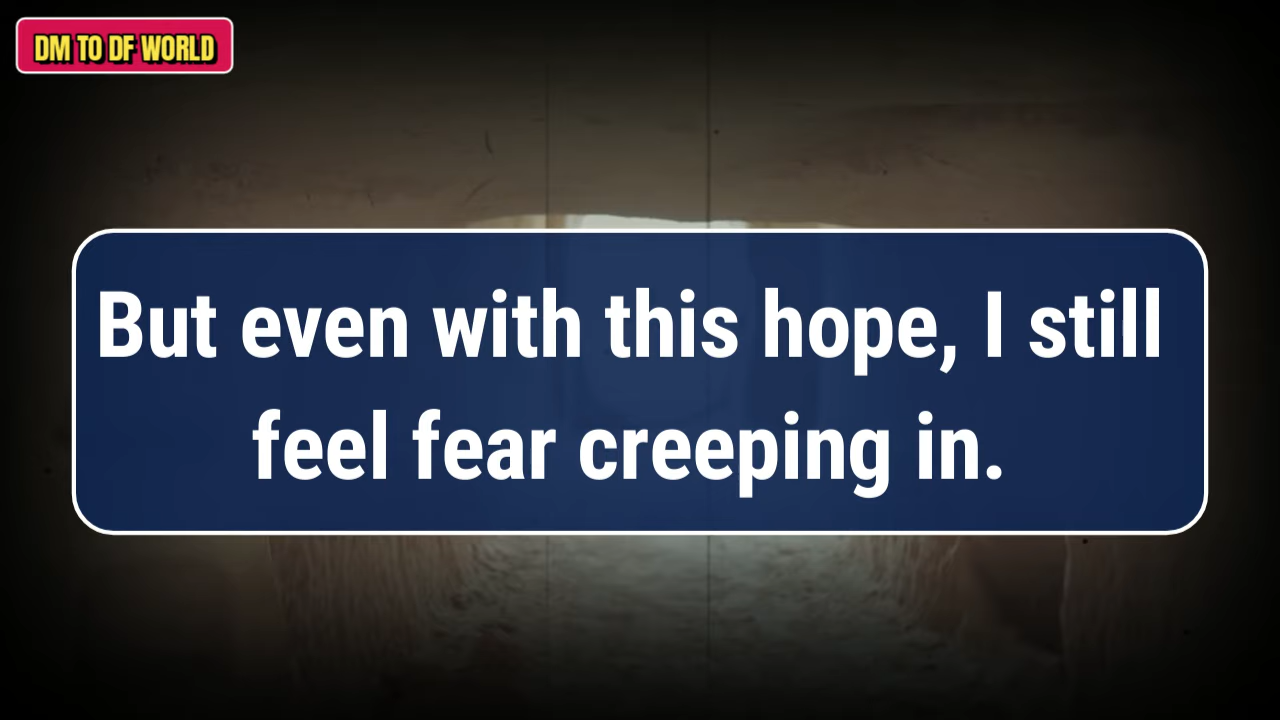 DM TO DF WORLD
But even with this hope, I still
feel fear creeping in.